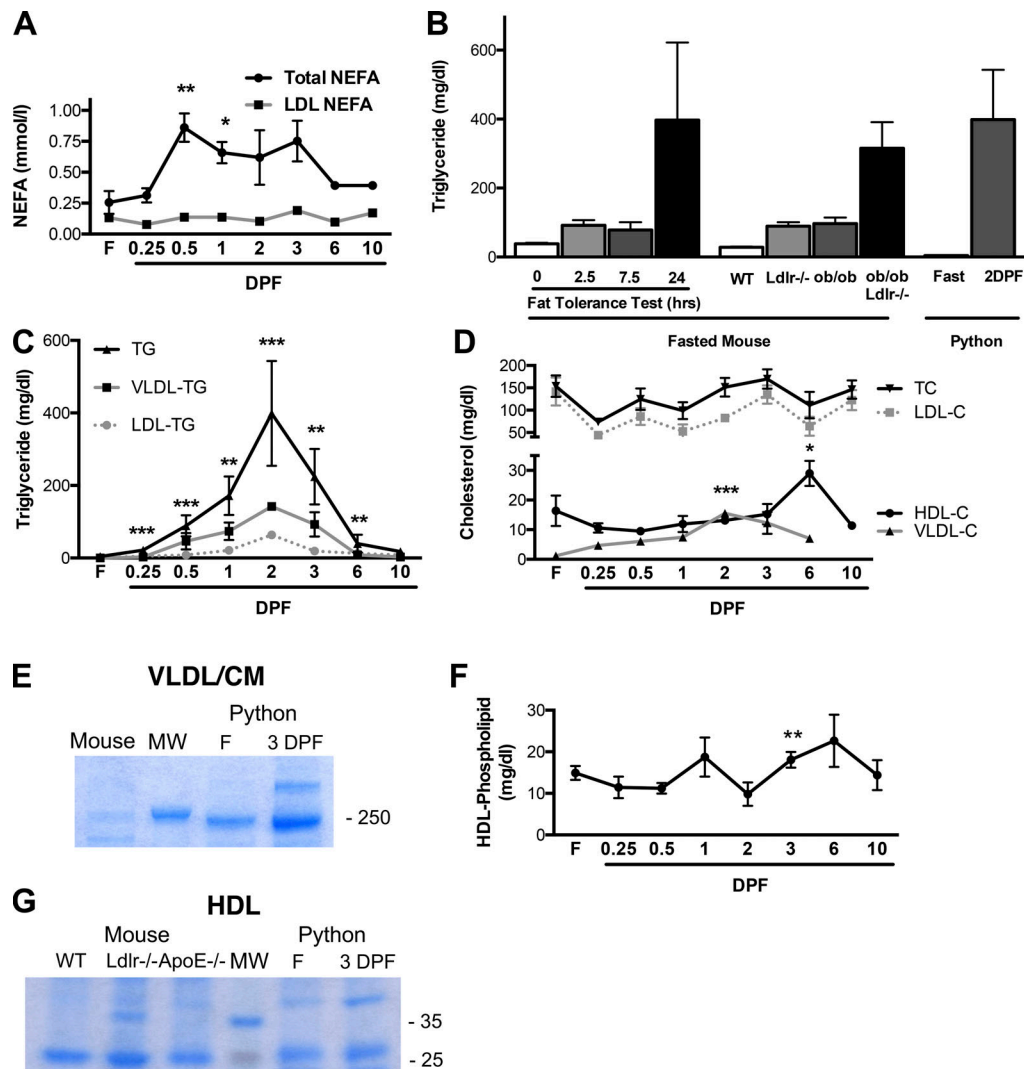 A
Total NEFA
LDL NEFA
NEFA (mmol/l)
1.00
0.75
0.50
0.25
0.00
**
*
F 0.25 0.5 1 2 3 6 10
DPF
B
Triglyceride (mg/dl)
600
400
200
0
0 2.5 7.5 24
Fat Tolerance Test (hrs)
WT Ldlr-/- ob/ob ob/ob
Ldlr-/-
Fast 2DPF
Fasted Mouse
Python
C
TG
VLDL-TG
LDL-TG
Triglyceride (mg/dl)
600
400
200
0
*** *** ** *** ** **
F 0.25 0.5 1 2 3 6 10
DPF
D
Cholesterol (mg/dl)
200
150
100
50
30
20
10
0
TC
LDL-C
HDL-C
VLDL-C
***
*
F 0.25 0.5 1 2 3 6 10
DPF
E
VLDL/CM
Python
Mouse MW F 3 DPF
- 250
F
HDL-Phospholipid
(mg/dl)
30
20
10
0
**
F 0.25 0.5 1 2 3 6 10
DPF
G
HDL
Mouse Python
WT Ldlr-/- ApoE-/- MW F 3 DPF
- 35
- 25